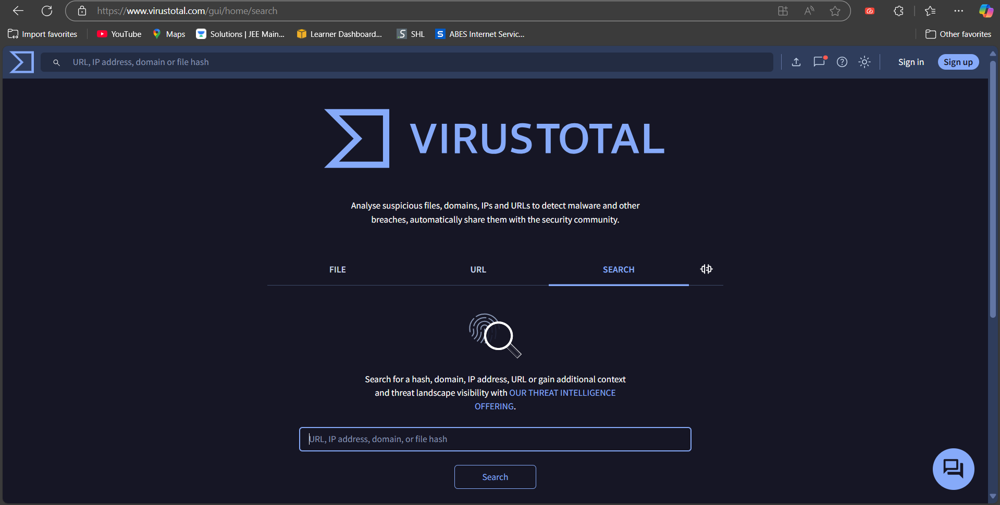 https://www.virustotal.com/gui/home/search
Import favorites YouTube Maps Solutions | JEE Main... Learner Dashboard... SHL ABES Internet Servic... Other favorites
URL, IP address, domain or file hash Sign in Sign up
VIRUSTOTAL
Analyse suspicious files, domains, IPs and URLs to detect malware and other
breaches, automatically share them with the security community.
FILE URL SEARCH
Search for a hash, domain, IP address, URL or gain additional context
and threat landscape visibility with OUR THREAT INTELLIGENCE
OFFERING.
URL, IP address, domain, or file hash
Search